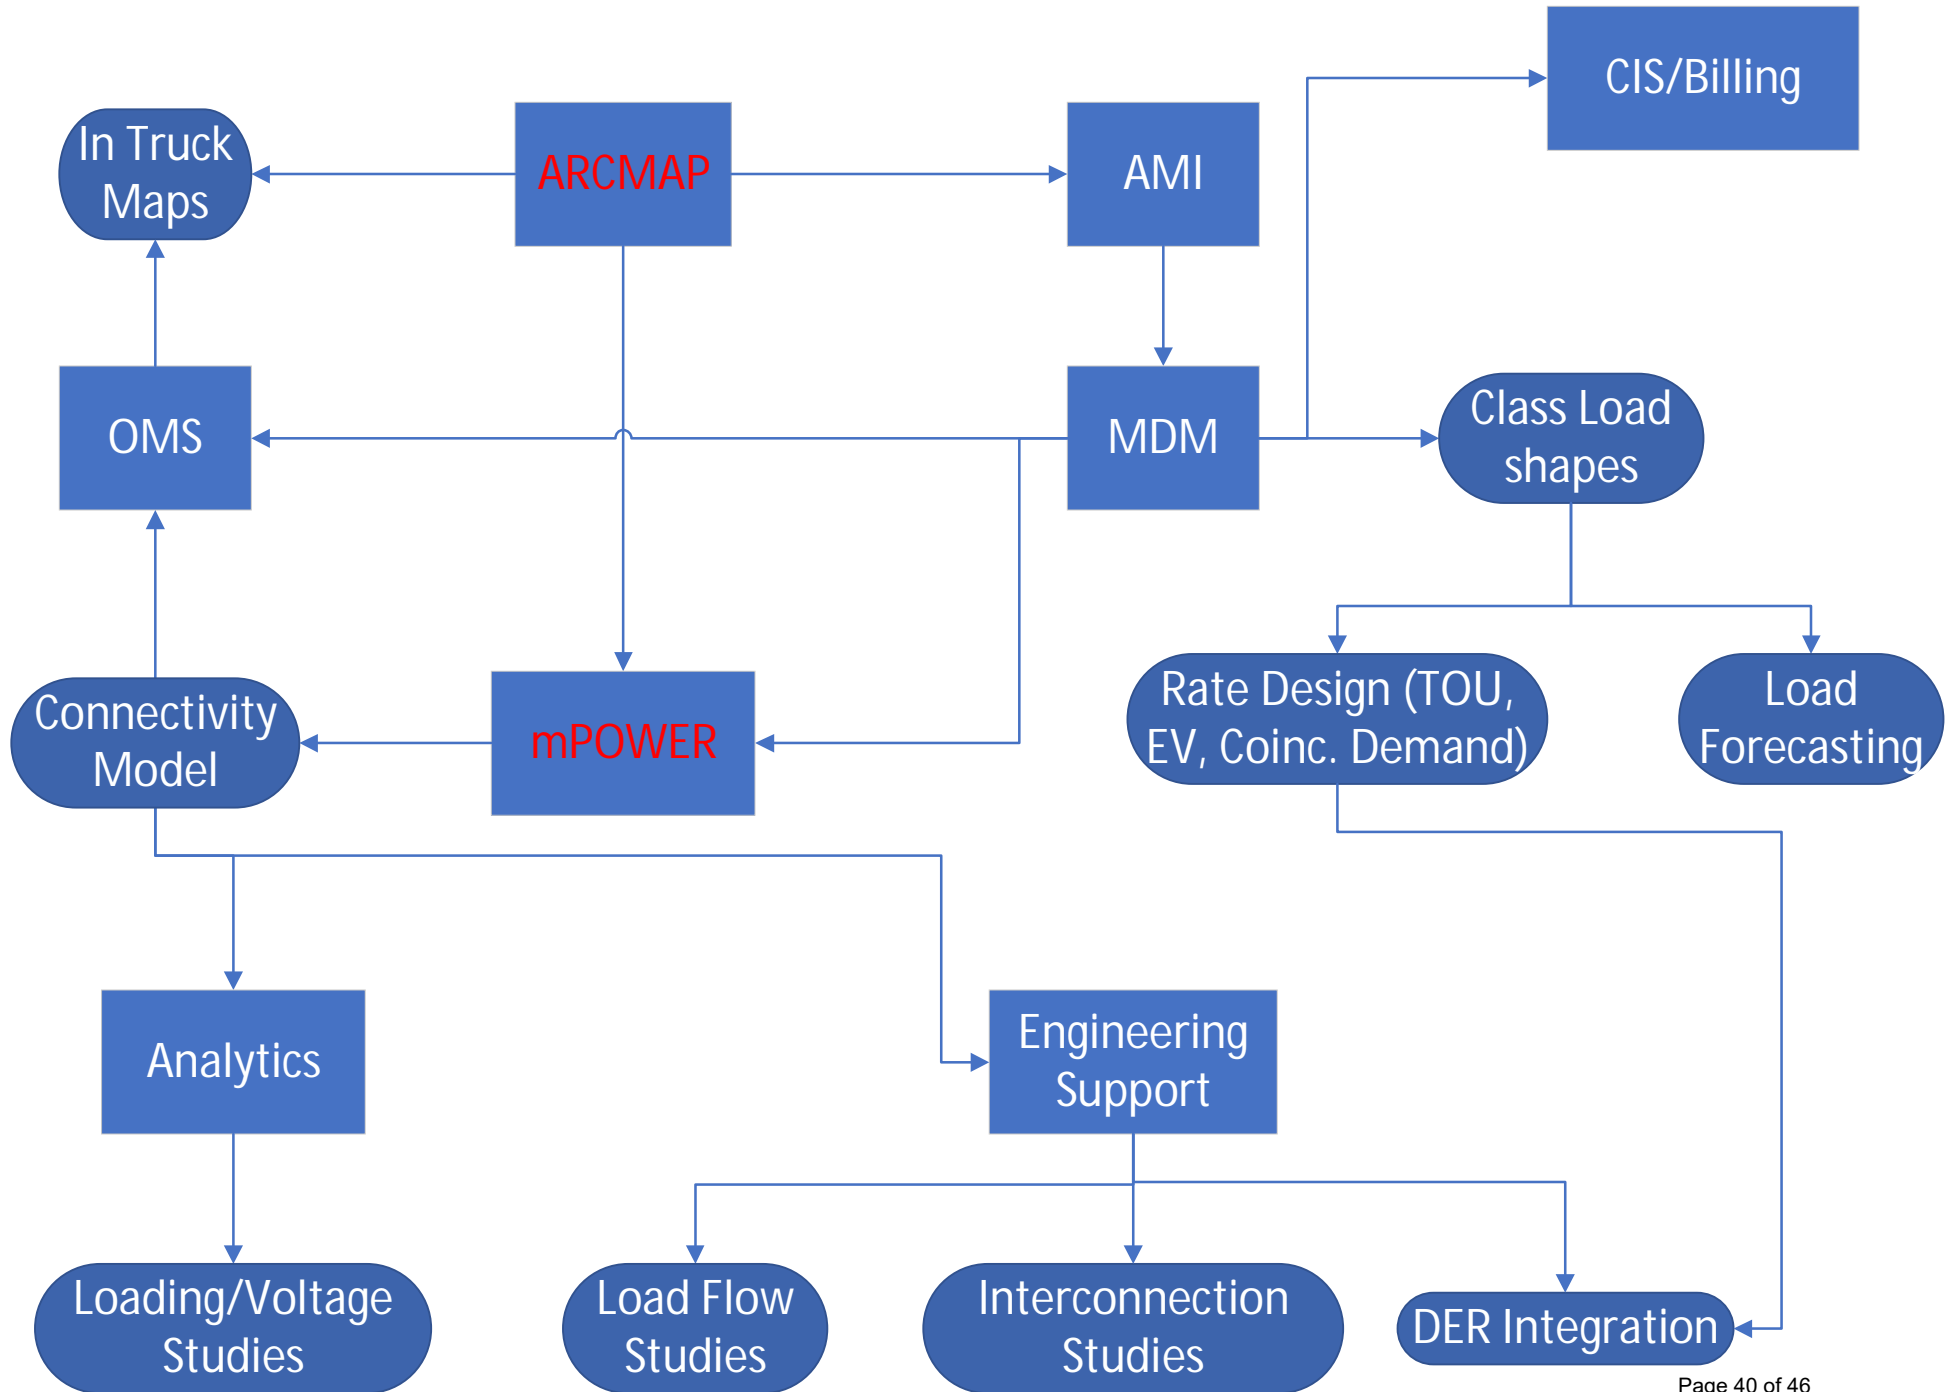 CIS/Billing
In Truck
Maps
ARCMAP
AMI
OMS
MDM
Class Load
shapes
Connectivity
Model
mPOWER
Rate Design (TOU,
EV, Coinc. Demand)
Load
Forecasting
Analytics
Engineering
Support
Loading/Voltage
Studies
Load Flow
Studies
Interconnection
Studies
DER Integration
Page 40 of 46